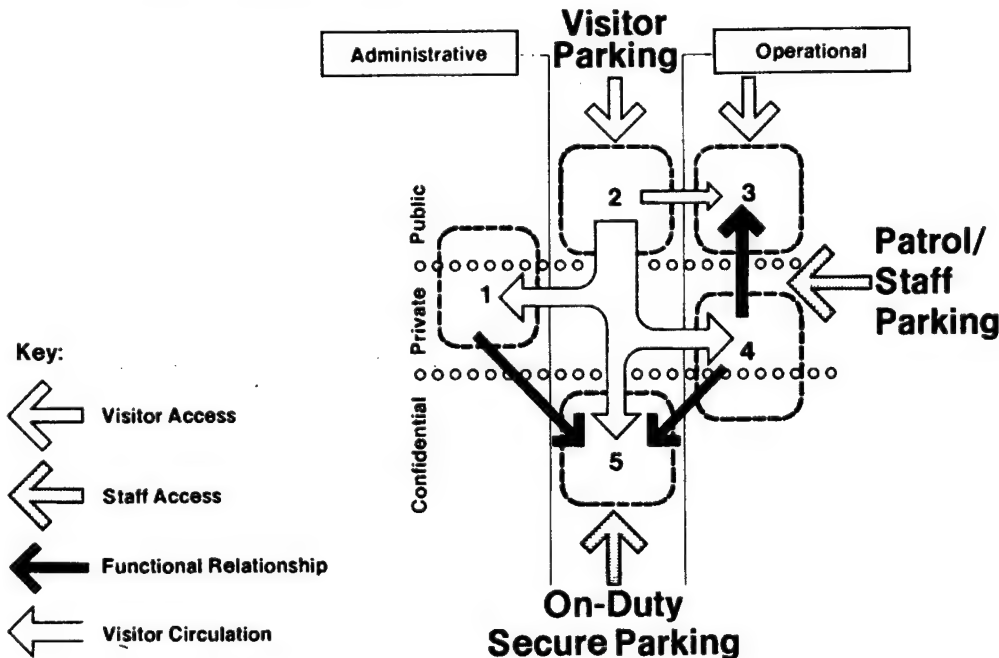 Visitor
Parking
Administrative
Operational
2
3
Public
Patrol/
Staff
Parking
1
Private
4
Key:
Visitor Access
Confidential
5
Staff Access
Functional Relationship
On-Duty
Secure Parking
Visitor Circulation